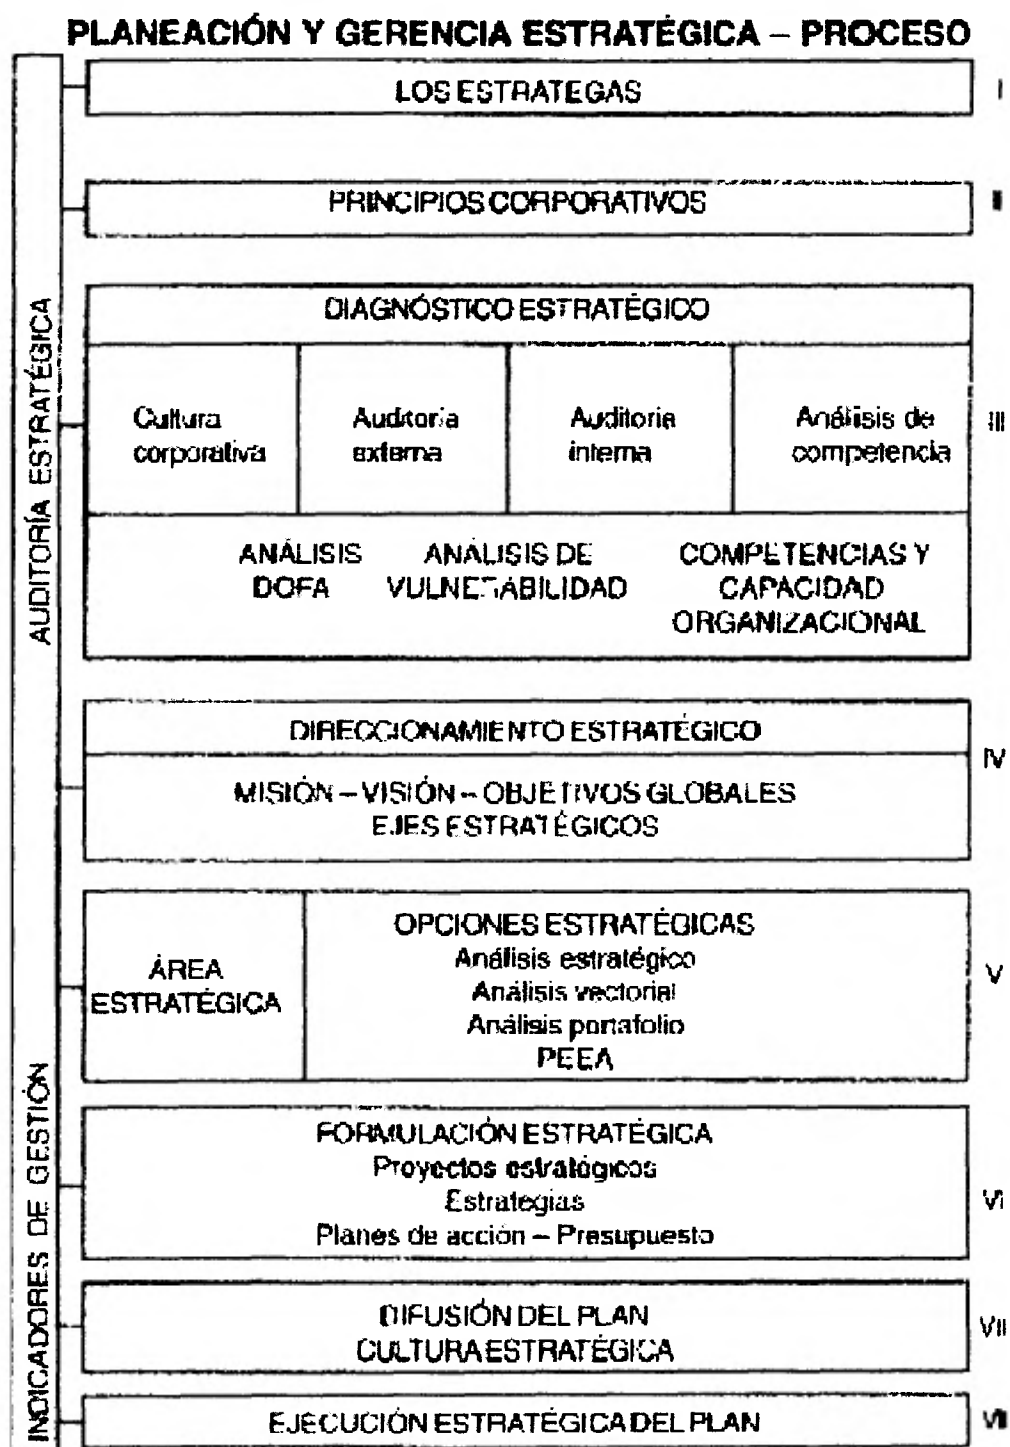 PLANEACIÓN Y GERENCIA ESTRATÉGICA – PROCESO
LOS ESTRATEGAS
I
PRINCIPIOS CORPORATIVOS
II
DIAGNÓSTICO ESTRATÉGICO
Cultura
corporativa
Auditoría
externa
Auditoría
interna
Análisis de
competencia
III
ANÁLISIS
DOFA
ANÁLISIS DE
VULNERABILIDAD
COMPETENCIAS Y
CAPACIDAD
ORGANIZACIONAL
DIRECCIONAMIENTO ESTRATÉGICO
IV
MISIÓN – VISIÓN – OBJETIVOS GLOBALES
EJES ESTRATÉGICOS
ÁREA
ESTRATÉGICA
OPCIONES ESTRATÉGICAS
Análisis estratégico
Análisis vectorial
Análisis portafolio
PEEA
V
FORMULACIÓN ESTRATÉGICA
Proyectos estratégicos
Estrategias
Planes de acción – Presupuesto
VI
DIFUSIÓN DEL PLAN
CULTURA ESTRATÉGICA
VII
EJECUCIÓN ESTRATÉGICA DEL PLAN
AUDITORÍA ESTRATÉGICA
INDICADORES DE GESTIÓN